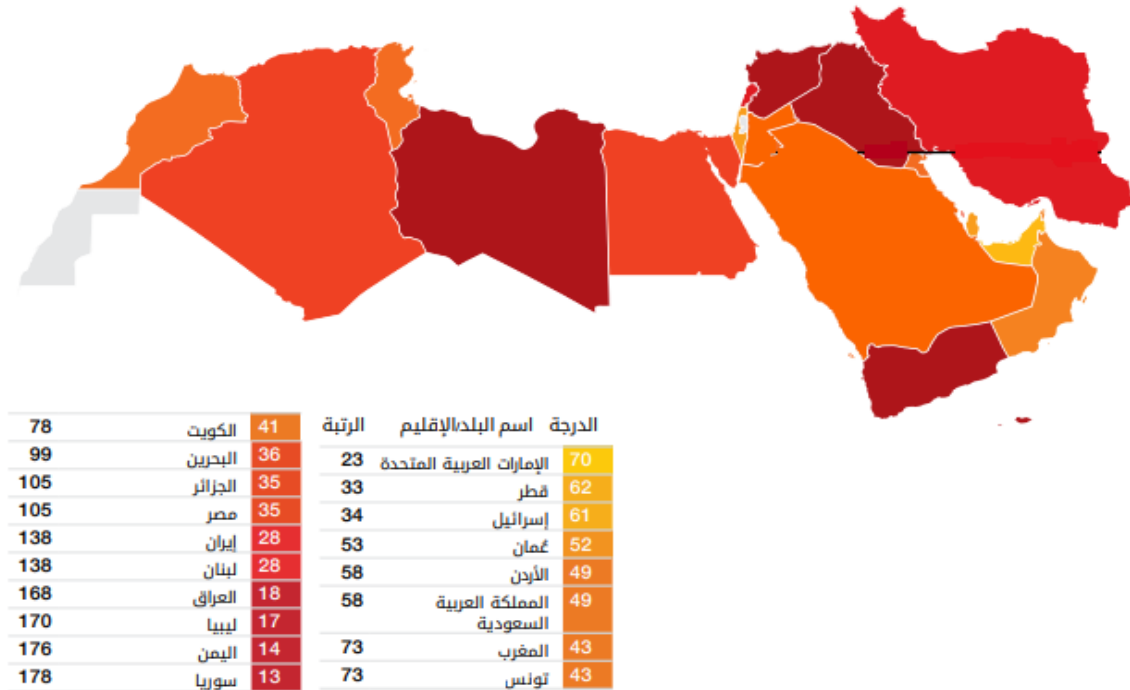 الدرجة اسم البلد/الإقليم الرتبة
70 الإمارات العربية المتحدة 23
62 قطر 33
61 إسرائيل 34
52 عُمان 53
49 الأردن 58
49 المملكة العربية 58
السعودية
43 المغرب 73
43 تونس 73
41 الكويت 78
36 البحرين 99
35 الجزائر 105
35 مصر 105
28 إيران 138
28 لبنان 138
18 العراق 168
17 ليبيا 170
14 اليمن 176
13 سوريا 178